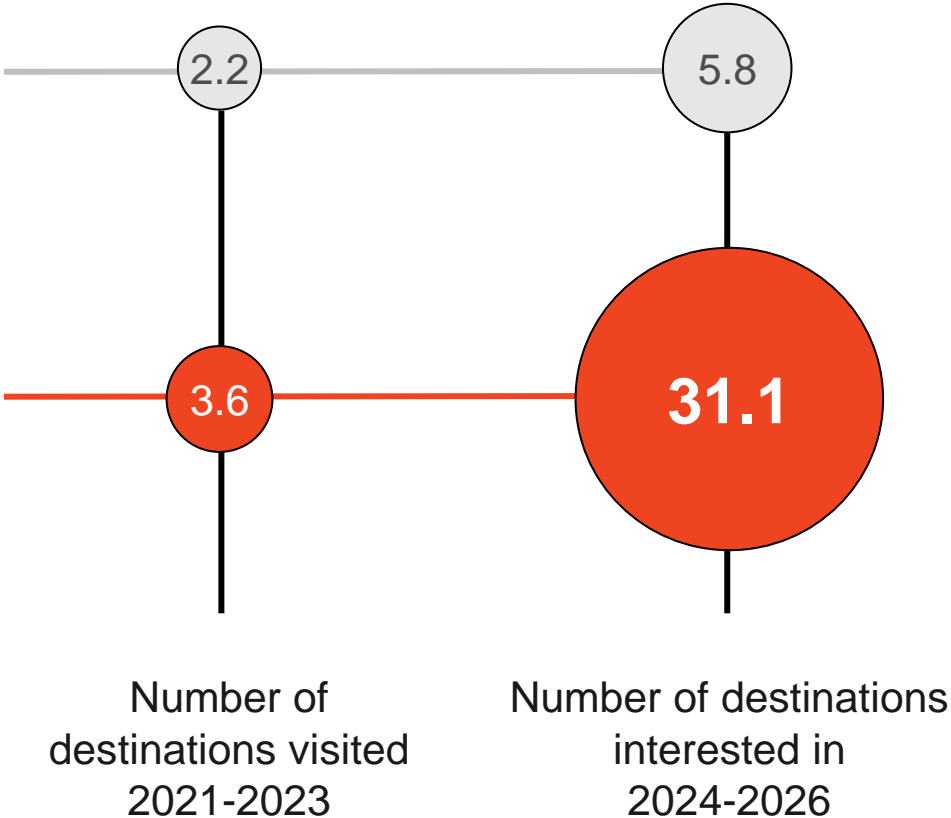 2.2
5.8
3.6
31.1
Number of
destinations visited
2021-2023
Number of destinations
interested in
2024-2026